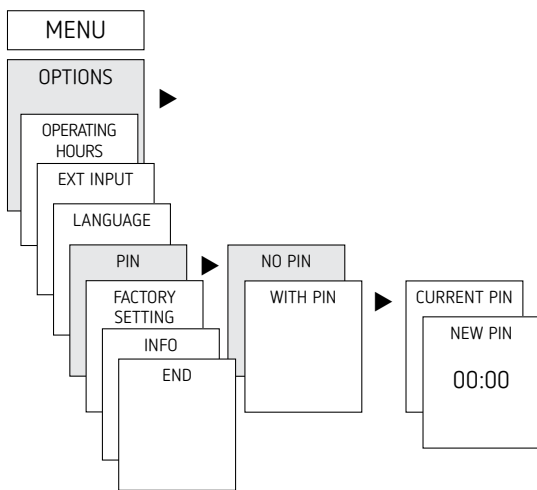 MENU
OPTIONS
OPERATING
HOURS
EXT INPUT
LANGUAGE
PIN
FACTORY
SETTING
INFO
END
NO PIN
WITH PIN
CURRENT PIN
NEW PIN
00:00